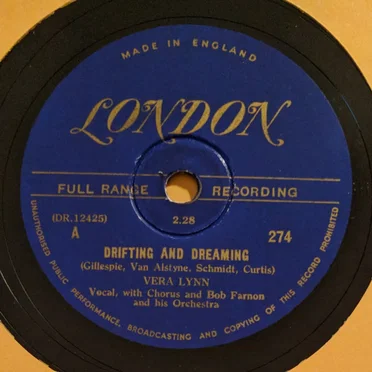 MADE IN ENGLAND
LONDON
FULL RANGE RECORDING
(DR.12425) 2.28
A 274
DRIFTING AND DREAMING
(Gillespie, Van Alstyne, Schmidt, Curtis)
VERA LYNN
Vocal, with Chorus and Bob Farnon
and his Orchestra
UNAUTHORISED PUBLIC PERFORMANCE, BROADCASTING AND COPYING OF THIS RECORD PROHIBITED